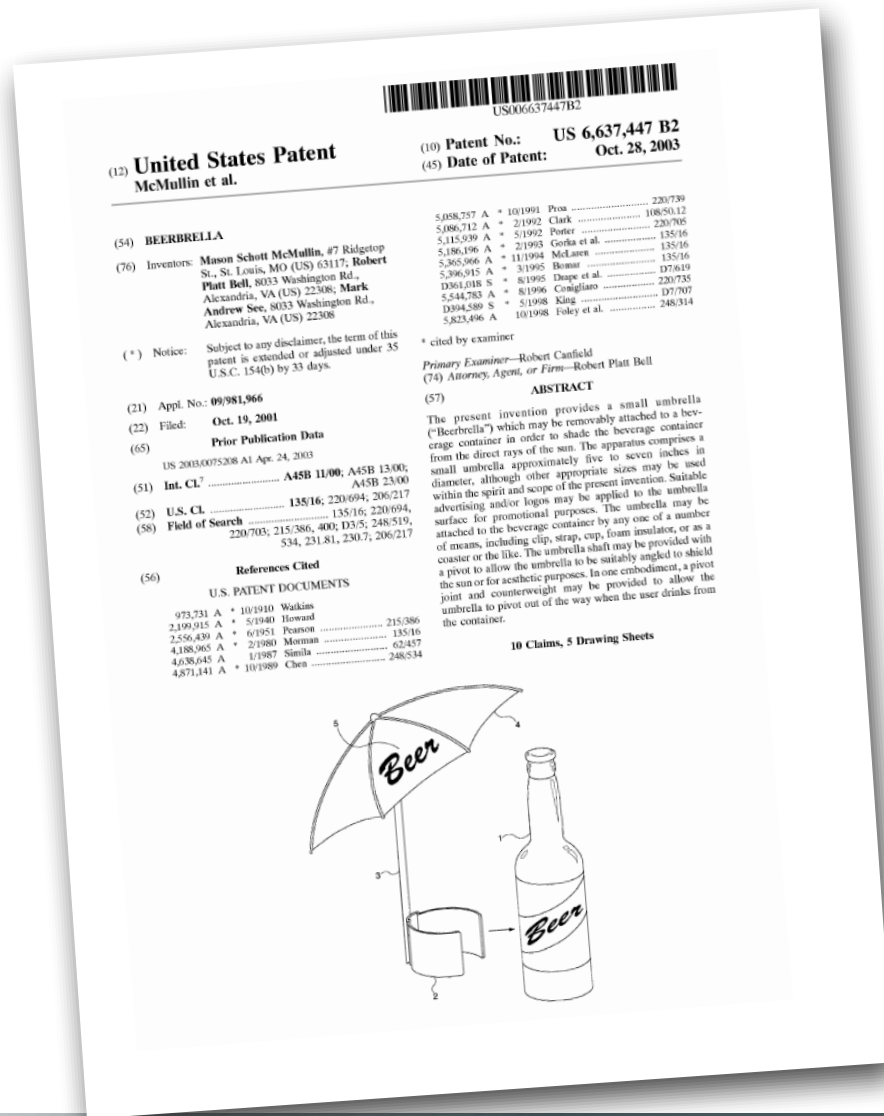 US006637447B2
(12) United States Patent
McMullin et al.
(10) Patent No.: US 6,637,447 B2
(45) Date of Patent: Oct. 28, 2003
(54) BEERBRELLA
(76) Inventors: Mason Schott McMullin, #7 Ridgetop
St., St. Louis, MO (US) 63117; Robert
Platt Bell, 8033 Washington Rd.,
Alexandria, VA (US) 22308; Mark
Andrew See, 8033 Washington Rd.,
Alexandria, VA (US) 22308
( * ) Notice: Subject to any disclaimer, the term of this
patent is extended or adjusted under 35
U.S.C. 154(b) by 33 days.
(21) Appl. No.: 09/981,966
(22) Filed: Oct. 19, 2001
(65) Prior Publication Data
US 2003/0075208 A1 Apr. 24, 2003
(51) Int. Cl.7 ........................ A45B 11/00; A45B 13/00;
A45B 23/00
(52) U.S. Cl. ........................ 135/16; 220/694; 206/217
(58) Field of Search ........................ 135/16; 220/694,
220/703; 215/386, 400; D3/5; 248/519,
534, 231.81, 230.7; 206/217
(56) References Cited
U.S. PATENT DOCUMENTS
973,731 A * 10/1910 Watkins
2,199,915 A * 5/1940 Howard
2,556,439 A * 6/1951 Pearson ........................ 215/386
4,188,965 A * 2/1980 Morman ........................ 135/16
4,638,645 A 1/1987 Simila ........................ 62/457
4,871,141 A * 10/1989 Chen ........................ 248/534
5,058,757 A * 10/1991 Proa ........................ 220/739
5,086,712 A * 2/1992 Clark ........................ 108/50.12
5,115,939 A * 5/1992 Porter ........................ 220/705
5,186,196 A * 2/1993 Gorka et al. ........................ 135/16
5,365,966 A * 11/1994 McLaren ........................ 135/16
5,396,915 A * 3/1995 Bomar ........................ 135/16
D361,018 S * 8/1995 Drape et al. ........................ D7/619
5,544,783 A * 8/1996 Conigliaro ........................ 220/735
D394,589 S * 5/1998 King ........................ D7/707
5,823,496 A 10/1998 Foley et al. ........................ 248/314
* cited by examiner
Primary Examiner—Robert Canfield
(74) Attorney, Agent, or Firm—Robert Platt Bell
(57) ABSTRACT
The present invention provides a small umbrella
("Beerbrella") which may be removably attached to a bev-
erage container in order to shade the beverage container
from the direct rays of the sun. The apparatus comprises a
small umbrella approximately five to seven inches in
diameter, although other appropriate sizes may be used
within the spirit and scope of the present invention. Suitable
advertising and/or logos may be applied to the umbrella
surface for promotional purposes. The umbrella may be
attached to the beverage container by any one of a number
of means, including clip, strap, cup, foam insulator, or as a
coaster or the like. The umbrella shaft may be provided with
a pivot to allow the umbrella to be suitably angled to shield
the sun or for aesthetic purposes. In one embodiment, a pivot
joint and counterweight may be provided to allow the
umbrella to pivot out of the way when the user drinks from
the container.
10 Claims, 5 Drawing Sheets
5
4
Beer
1
3
Beer
2